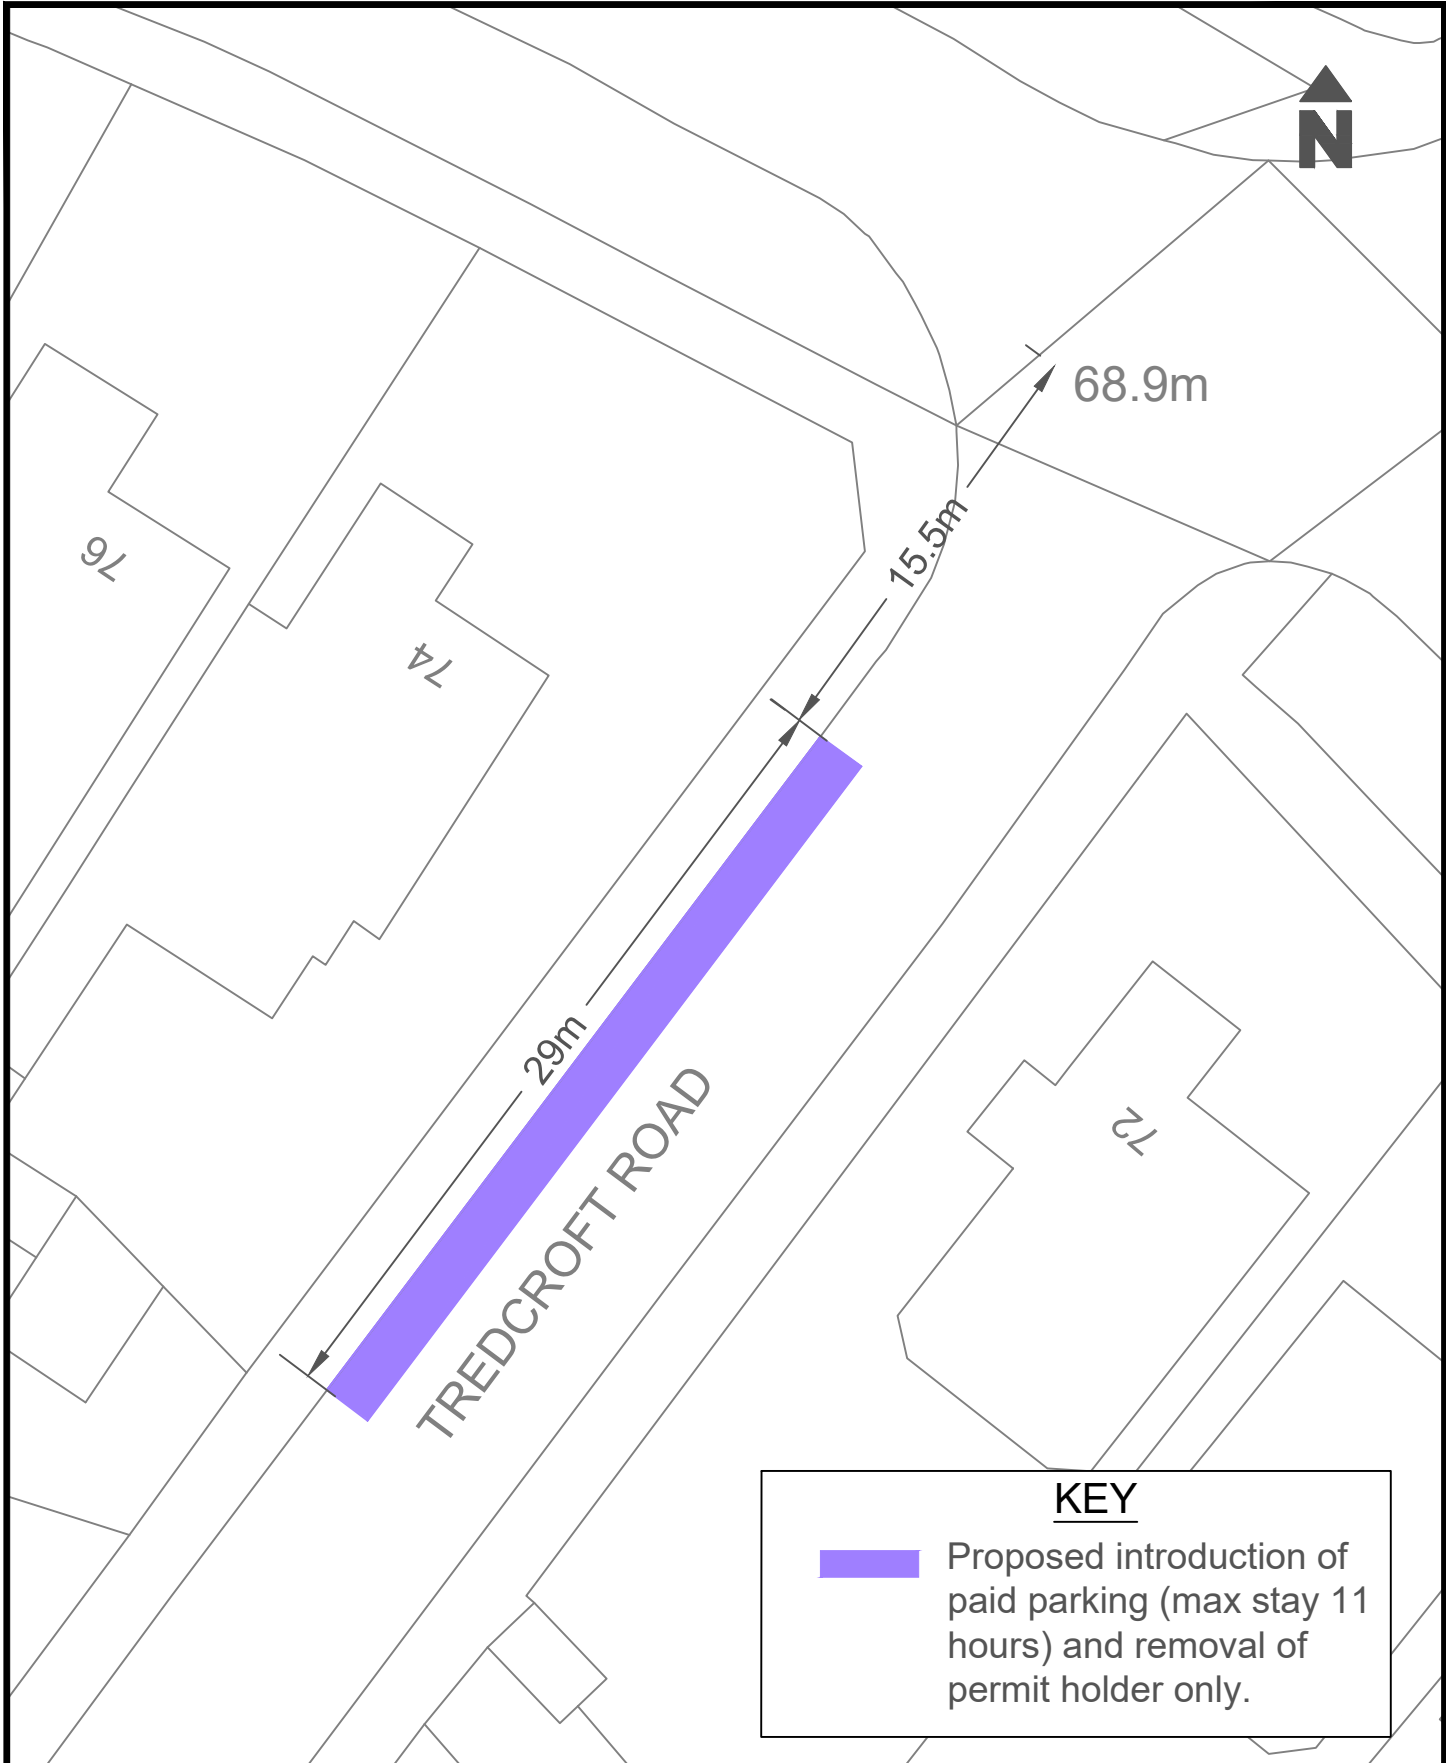 N
68.9m
15.5m
76
74
29m
TREDCROFT ROAD
72
KEY
Proposed introduction of
paid parking (max stay 11
hours) and removal of
permit holder only.